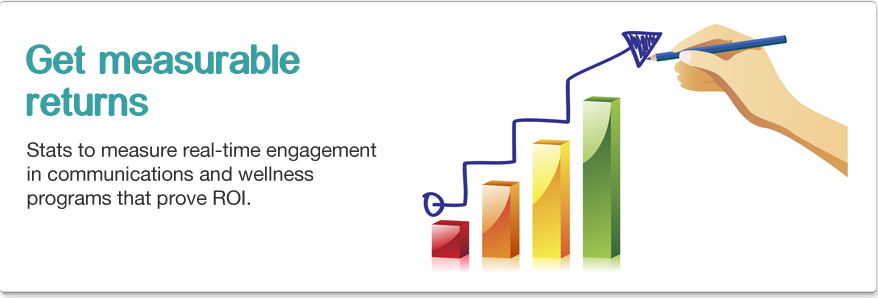 Get measurable
returns
Stats to measure real-time engagement
in communications and wellness
programs that prove ROI.